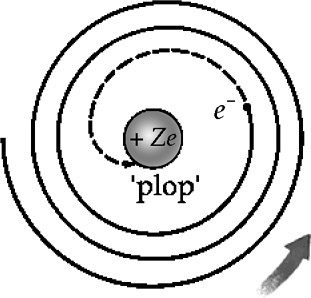 e⁻
+ Ze
'plop'